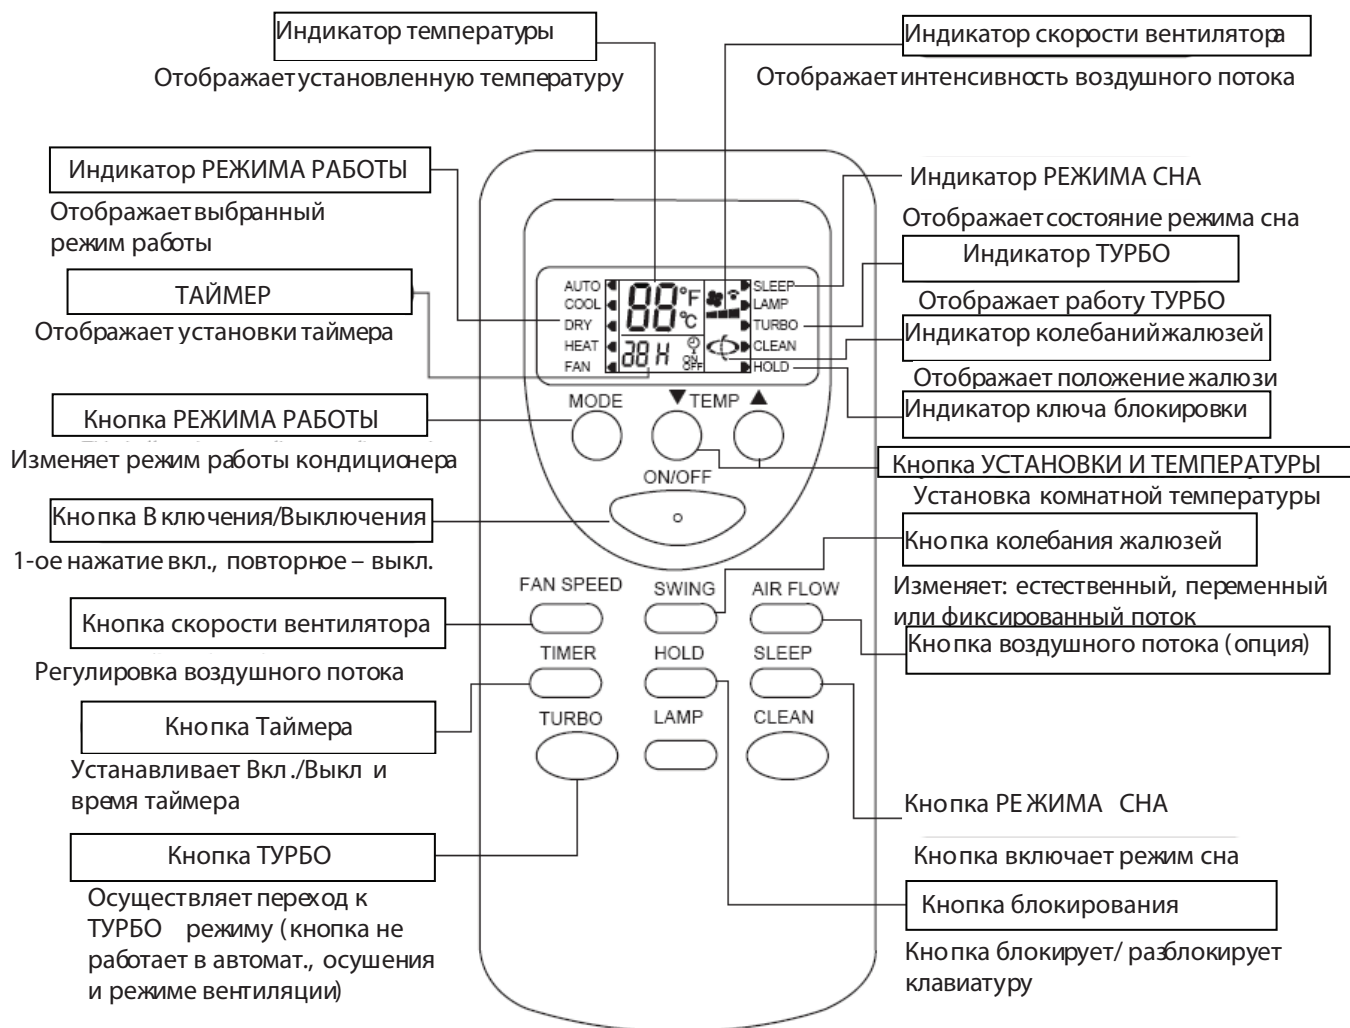 Индикатор температуры
Отображает установленную температуру
Индикатор скорости вентилятора
Отображает интенсивность воздушного потока
Индикатор РЕЖИМА РАБОТЫ
Отображает выбранный
режим работы
ТАЙМЕР
Отображает установки таймера
Кнопка РЕЖИМА РАБОТЫ
Изменяет режим работы кондиционера
Кнопка Включения/Выключения
1-ое нажатие вкл., повторное – выкл.
Кнопка скорости вентилятора
Регулировка воздушного потока
Кнопка Таймера
Устанавливает Вкл./Выкл и
время таймера
Кнопка ТУРБО
Осуществляет переход к
ТУРБО режиму (кнопка не
работает в автомат., осушения
и режиме вентиляции)
AUTO
COOL
DRY
HEAT
FAN
88 °F
°C
88 H ON
OFF
SLEEP
LAMP
TURBO
CLEAN
HOLD
MODE ▼ TEMP ▲
ON/OFF
FAN SPEED SWING AIR FLOW
TIMER HOLD SLEEP
TURBO LAMP CLEAN
Индикатор РЕЖИМА СНА
Отображает состояние режима сна
Индикатор ТУРБО
Отображает работу ТУРБО
Индикатор колебаний жалюзей
Отображает положение жалюзи
Индикатор ключа блокировки
Кнопка УСТАНОВКИ И ТЕМПЕРАТУРЫ
Установка комнатной температуры
Кнопка колебания жалюзей
Изменяет: естественный, переменный
или фиксированный поток
Кнопка воздушного потока (опция)
Кнопка РЕЖИМА СНА
Кнопка включает режим сна
Кнопка блокирования
Кнопка блокирует/ разблокирует
клавиатуру